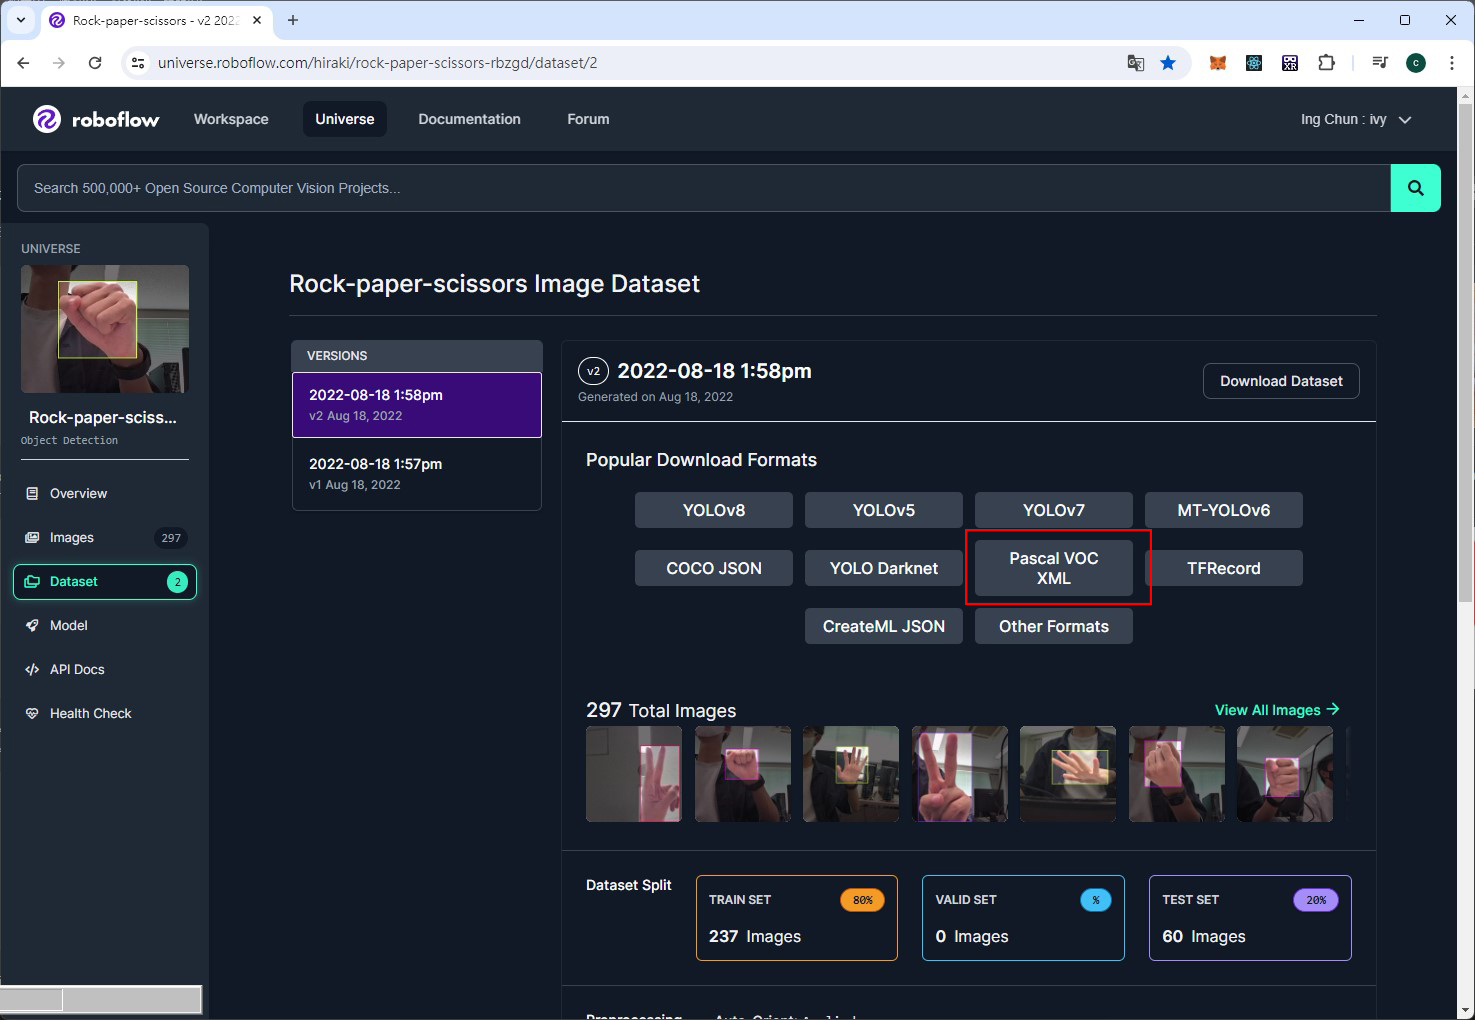 Rock-paper-scissors - v2 2022
universe.roboflow.com/hiraki/rock-paper-scissors-rbzgd/dataset/2
c
roboflow
Workspace
Universe
Documentation
Forum
Ing Chun : ivy
Search 500,000+ Open Source Computer Vision Projects...
UNIVERSE
Rock-paper-sciss...
Object Detection
Overview
Images 297
Dataset 2
Model
API Docs
Health Check
Rock-paper-scissors Image Dataset
VERSIONS
2022-08-18 1:58pm
v2 Aug 18, 2022
2022-08-18 1:57pm
v1 Aug 18, 2022
v2 2022-08-18 1:58pm
Generated on Aug 18, 2022
Download Dataset
Popular Download Formats
YOLOv8 YOLOv5 YOLOv7 MT-YOLOv6
COCO JSON YOLO Darknet Pascal VOC
XML
TFRecord
CreateML JSON Other Formats
297 Total Images
View All Images
Dataset Split
TRAIN SET 80%
237 Images
VALID SET %
0 Images
TEST SET 20%
60 Images
Preprocessing